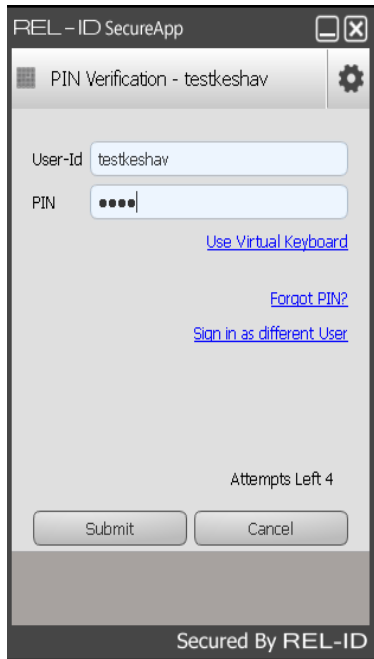 REL-ID SecureApp
PIN Verification - testkeshav
User-Id testkeshav
PIN ●●●●
Use Virtual Keyboard
Forgot PIN?
Sign in as different User
Attempts Left 4
Submit Cancel
Secured By REL-ID